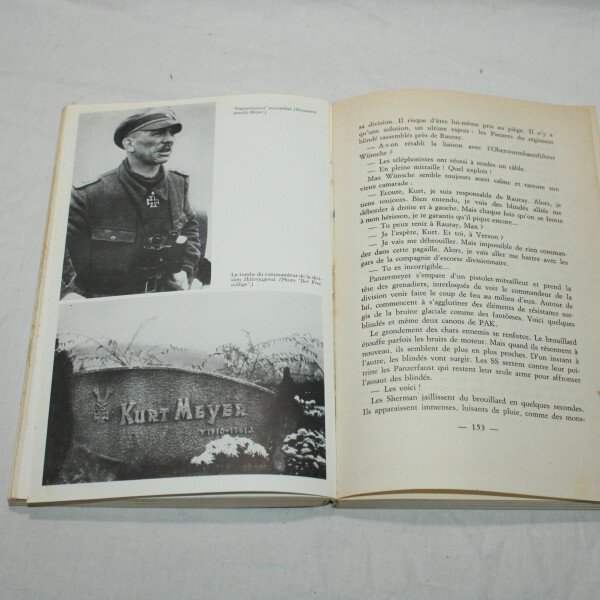 "Panzermeyer" au combat. (Document
famille Meyer.)
La tombe du commandeur de la divi-
sion Hitlerjugend. (Photo "Der Frei-
willige")
KURT MEYER
1910-1961
sa division. Il risque d'être lui-même pris au piège. Il n'y a
qu'une solution, un ultime espoir : les Panzers du régiment
blindé rassemblés près de Rauray.
— A-t-on rétabli la liaison avec l'Obersturmbannführer
Wünsche ?
— Les téléphonistes ont réussi à tendre un câble.
— En pleine mitraille ! Quel exploit !
Max Wünsche semble toujours aussi calme et rassure son
vieux camarade :
— Ecoute, Kurt, je suis responsable de Rauray. Alors, je
tiens toujours. Bien entendu, je vois des blindés alliés me
déborder à droite et à gauche. Mais chaque fois qu'on se frotte
à mon hérisson, je te garantis qu'il pique encore...
— Tu peux tenir à Rauray, Max ?
— Je l'espère, Kurt. Et toi, à Verson ?
— Je vais me débrouiller. Mais impossible de rien comman-
der dans cette pagaille. Alors, je vais aller me battre avec les
gars de la compagnie d'escorte divisionnaire.
— Tu es incorrigible...
Panzermeyer s'empare d'un pistolet-mitrailleur et prend la
tête des grenadiers, interloqués de voir le commandeur de la
division venir faire le coup de feu au milieu d'eux. Autour de
lui, commencent à s'agglutiner des éléments de résistance sur-
gis de la bruine glaciale comme des fantômes. Voici quelques
blindés et même deux canons de PAK.
Le grondement des chars ennemis se renforce. Le brouillard
étouffe parfois les bruits de moteur. Mais quand ils résonnent à
nouveau, ils semblent de plus en plus proches. D'un instant à
l'autre, les blindés vont surgir. Les SS serrent contre leur poi-
trine les Panzerfaust qui restent leur seule arme pour affronter
l'assaut des blindés.
— Les voici !
Les Sherman jaillissent du brouillard en quelques secondes.
Ils apparaissent immenses, luisants de pluie, comme des mons-
— 153 —